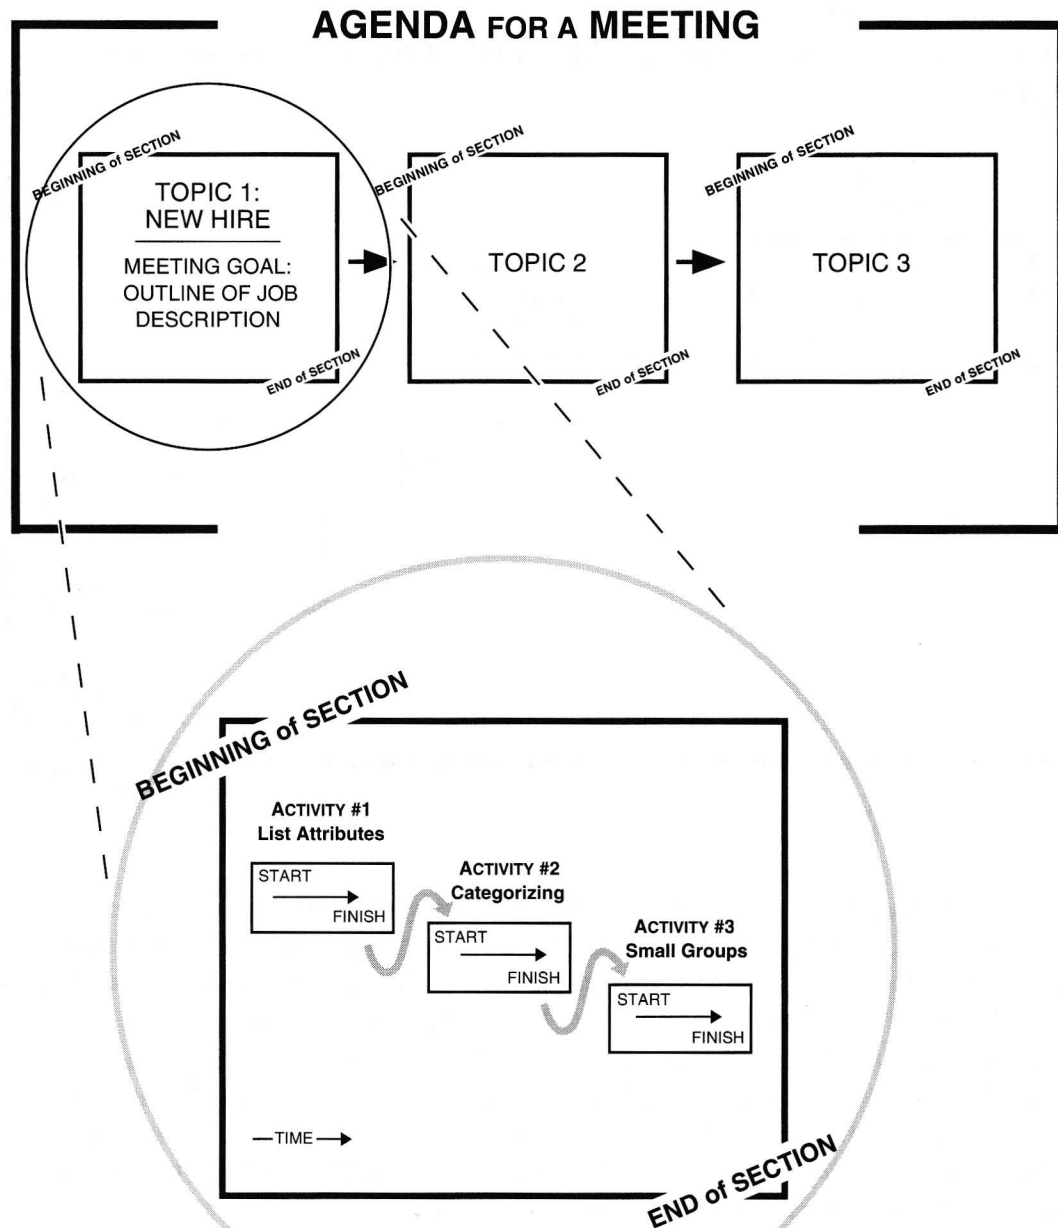 AGENDA FOR A MEETING
BEGINNING of SECTION
TOPIC 1:
NEW HIRE
MEETING GOAL:
OUTLINE OF JOB
DESCRIPTION
END of SECTION
BEGINNING of SECTION
TOPIC 2
END of SECTION
BEGINNING of SECTION
TOPIC 3
END of SECTION
BEGINNING of SECTION
ACTIVITY #1
List Attributes
START
FINISH
ACTIVITY #2
Categorizing
START
FINISH
ACTIVITY #3
Small Groups
START
FINISH
TIME
END of SECTION